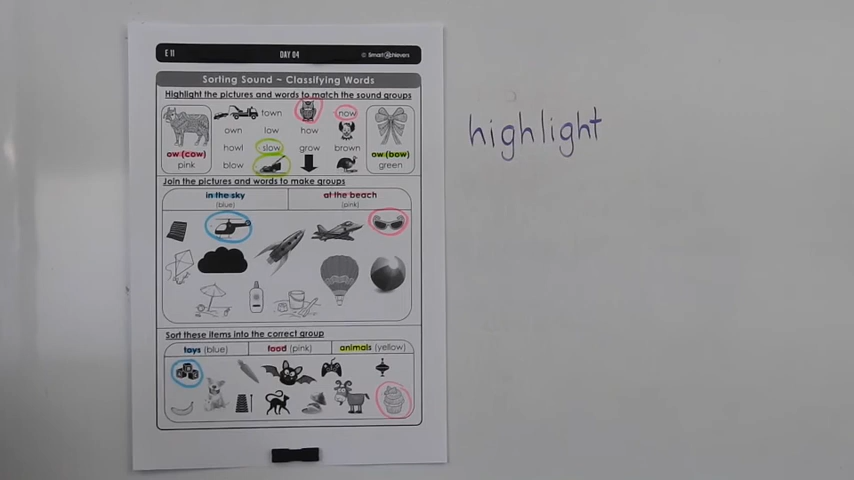 E 11 DAY 04 © SmartAchievers
Sorting Sound ~ Classifying Words
Highlight the pictures and words to match the sound groups
town now
own low how
ow (cow) howl slow grow brown ow (bow)
pink blow green
Join the pictures and words to make groups
in the sky at the beach
(blue) (pink)
Sort these items into the correct group
toys (blue) food (pink) animals (yellow)
highlight